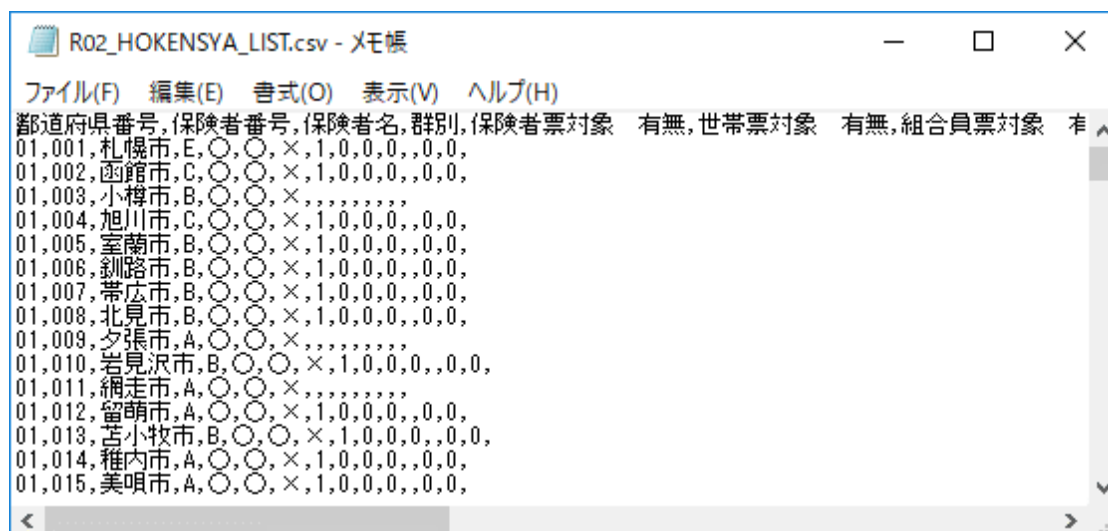 R02_HOKENSYA_LIST.csv - メモ帳
ファイル(F) 編集(E) 書式(O) 表示(V) ヘルプ(H)
都道府県番号,保険者番号,保険者名,群別,保険者票対象　有無,世帯票対象　有無,組合員票対象　有
01,001,札幌市,E,○,○,×,1,0,0,0,,0,0,
01,002,函館市,C,○,○,×,1,0,0,0,,0,0,
01,003,小樽市,B,○,○,×,,,,,,,,,
01,004,旭川市,C,○,○,×,1,0,0,0,,0,0,
01,005,室蘭市,B,○,○,×,1,0,0,0,,0,0,
01,006,釧路市,B,○,○,×,1,0,0,0,,0,0,
01,007,帯広市,B,○,○,×,1,0,0,0,,0,0,
01,008,北見市,B,○,○,×,1,0,0,0,,0,0,
01,009,夕張市,A,○,○,×,,,,,,,,,
01,010,岩見沢市,B,○,○,×,1,0,0,0,,0,0,
01,011,網走市,A,○,○,×,,,,,,,,,
01,012,留萌市,A,○,○,×,1,0,0,0,,0,0,
01,013,苫小牧市,B,○,○,×,1,0,0,0,,0,0,
01,014,稚内市,A,○,○,×,1,0,0,0,,0,0,
01,015,美唄市,A,○,○,×,1,0,0,0,,0,0,